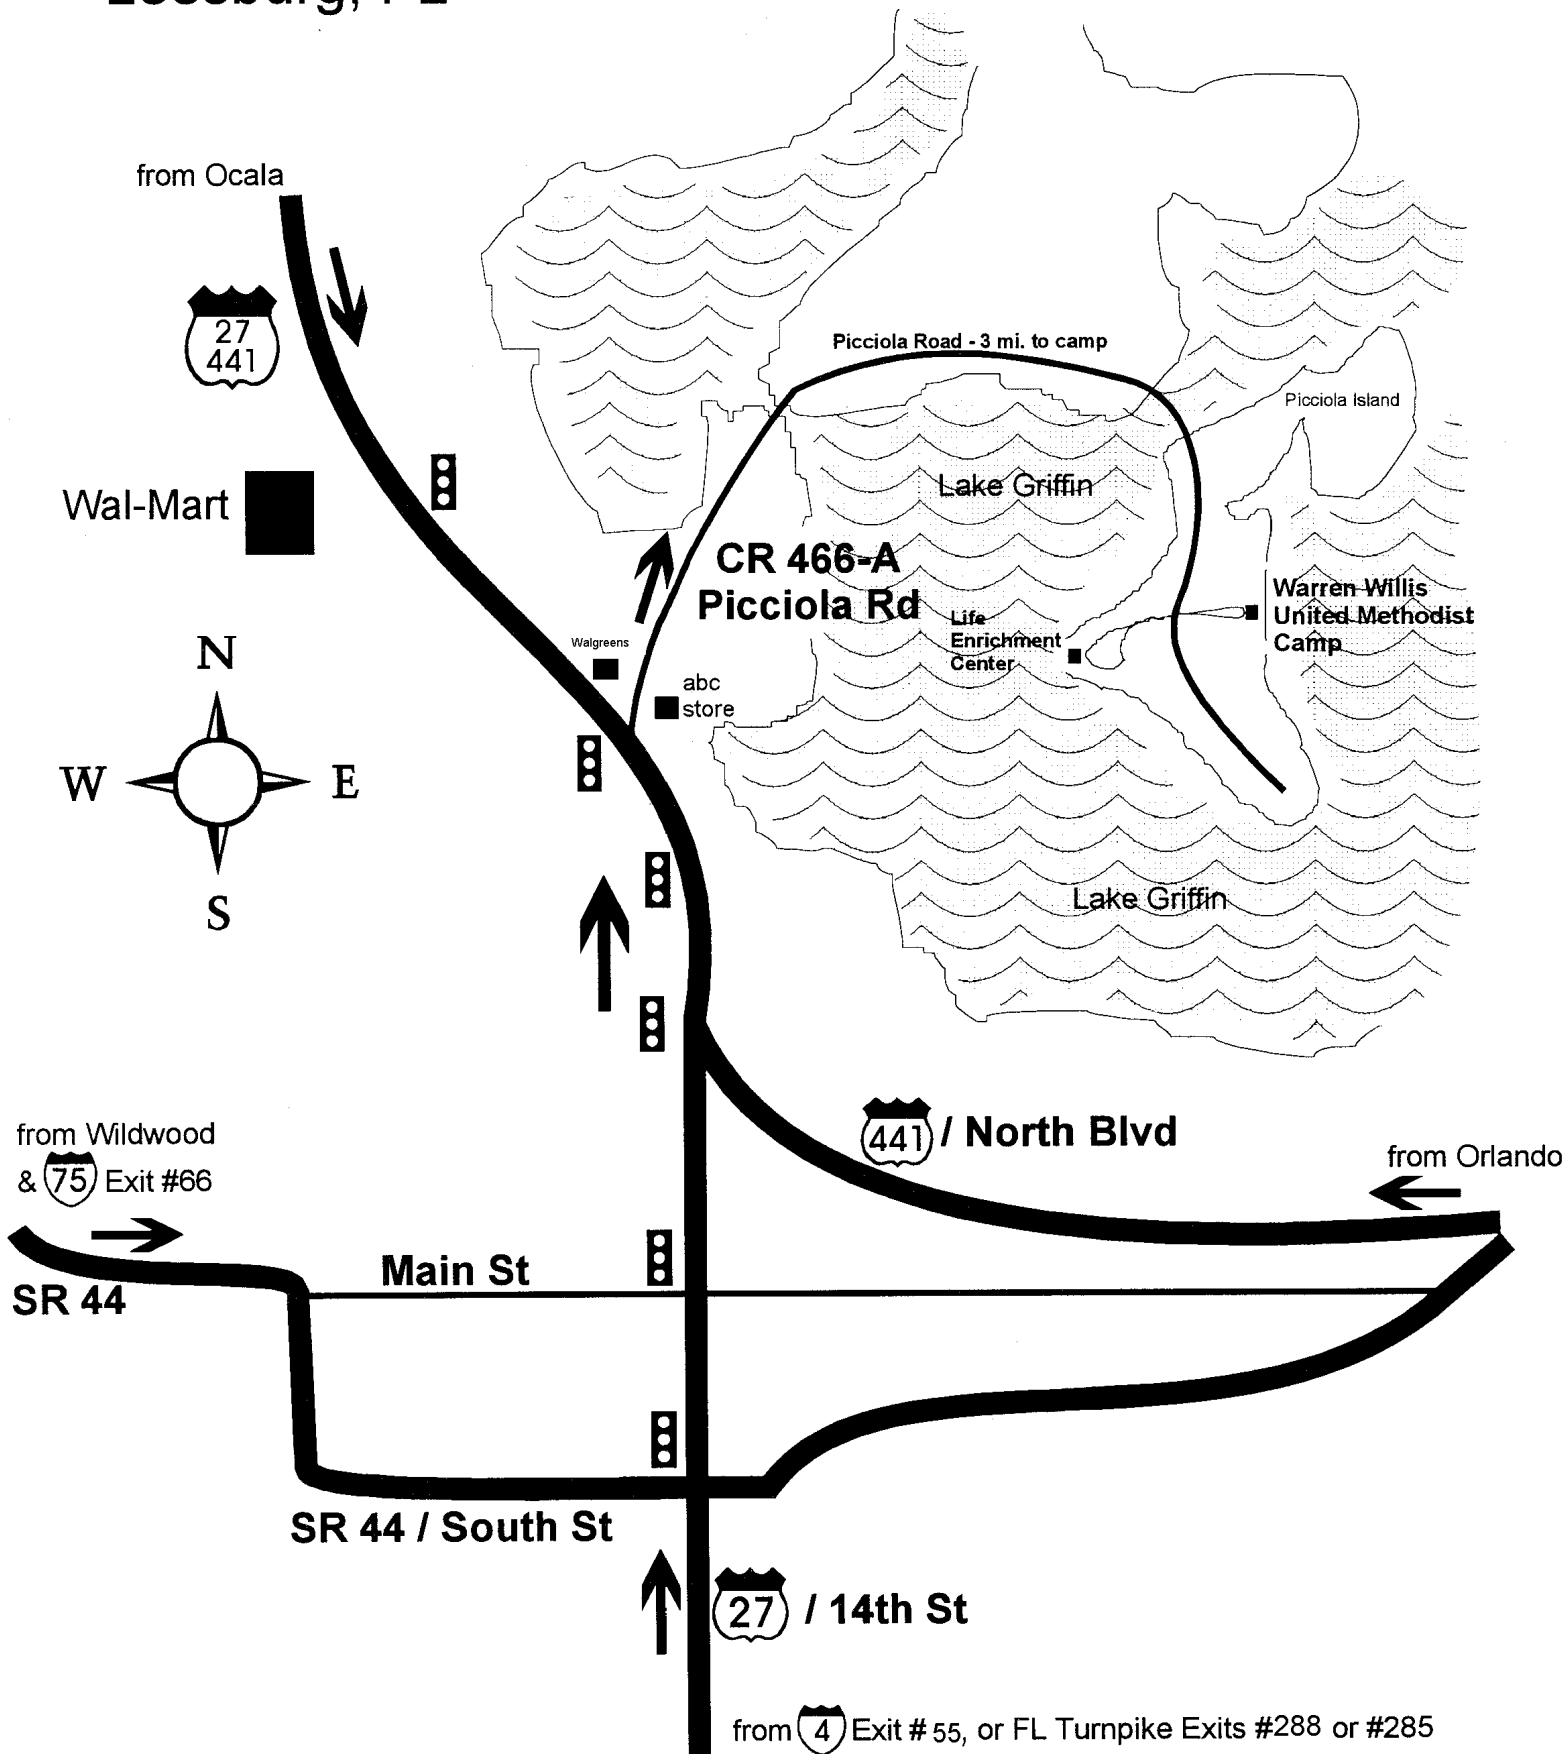 from Ocala
27
441
Picciola Road - 3 mi. to camp
Picciola Island
Wal-Mart
Lake Griffin
CR 466-A
Picciola Rd
Walgreens
abc
store
Life
Enrichment
Center
Warren Willis
United Methodist
Camp
N
W E
S
Lake Griffin
441 / North Blvd
from Wildwood
& 75 Exit #66
from Orlando
Main St
SR 44
SR 44 / South St
27 / 14th St
from 4 Exit # 55, or FL Turnpike Exits #288 or #285